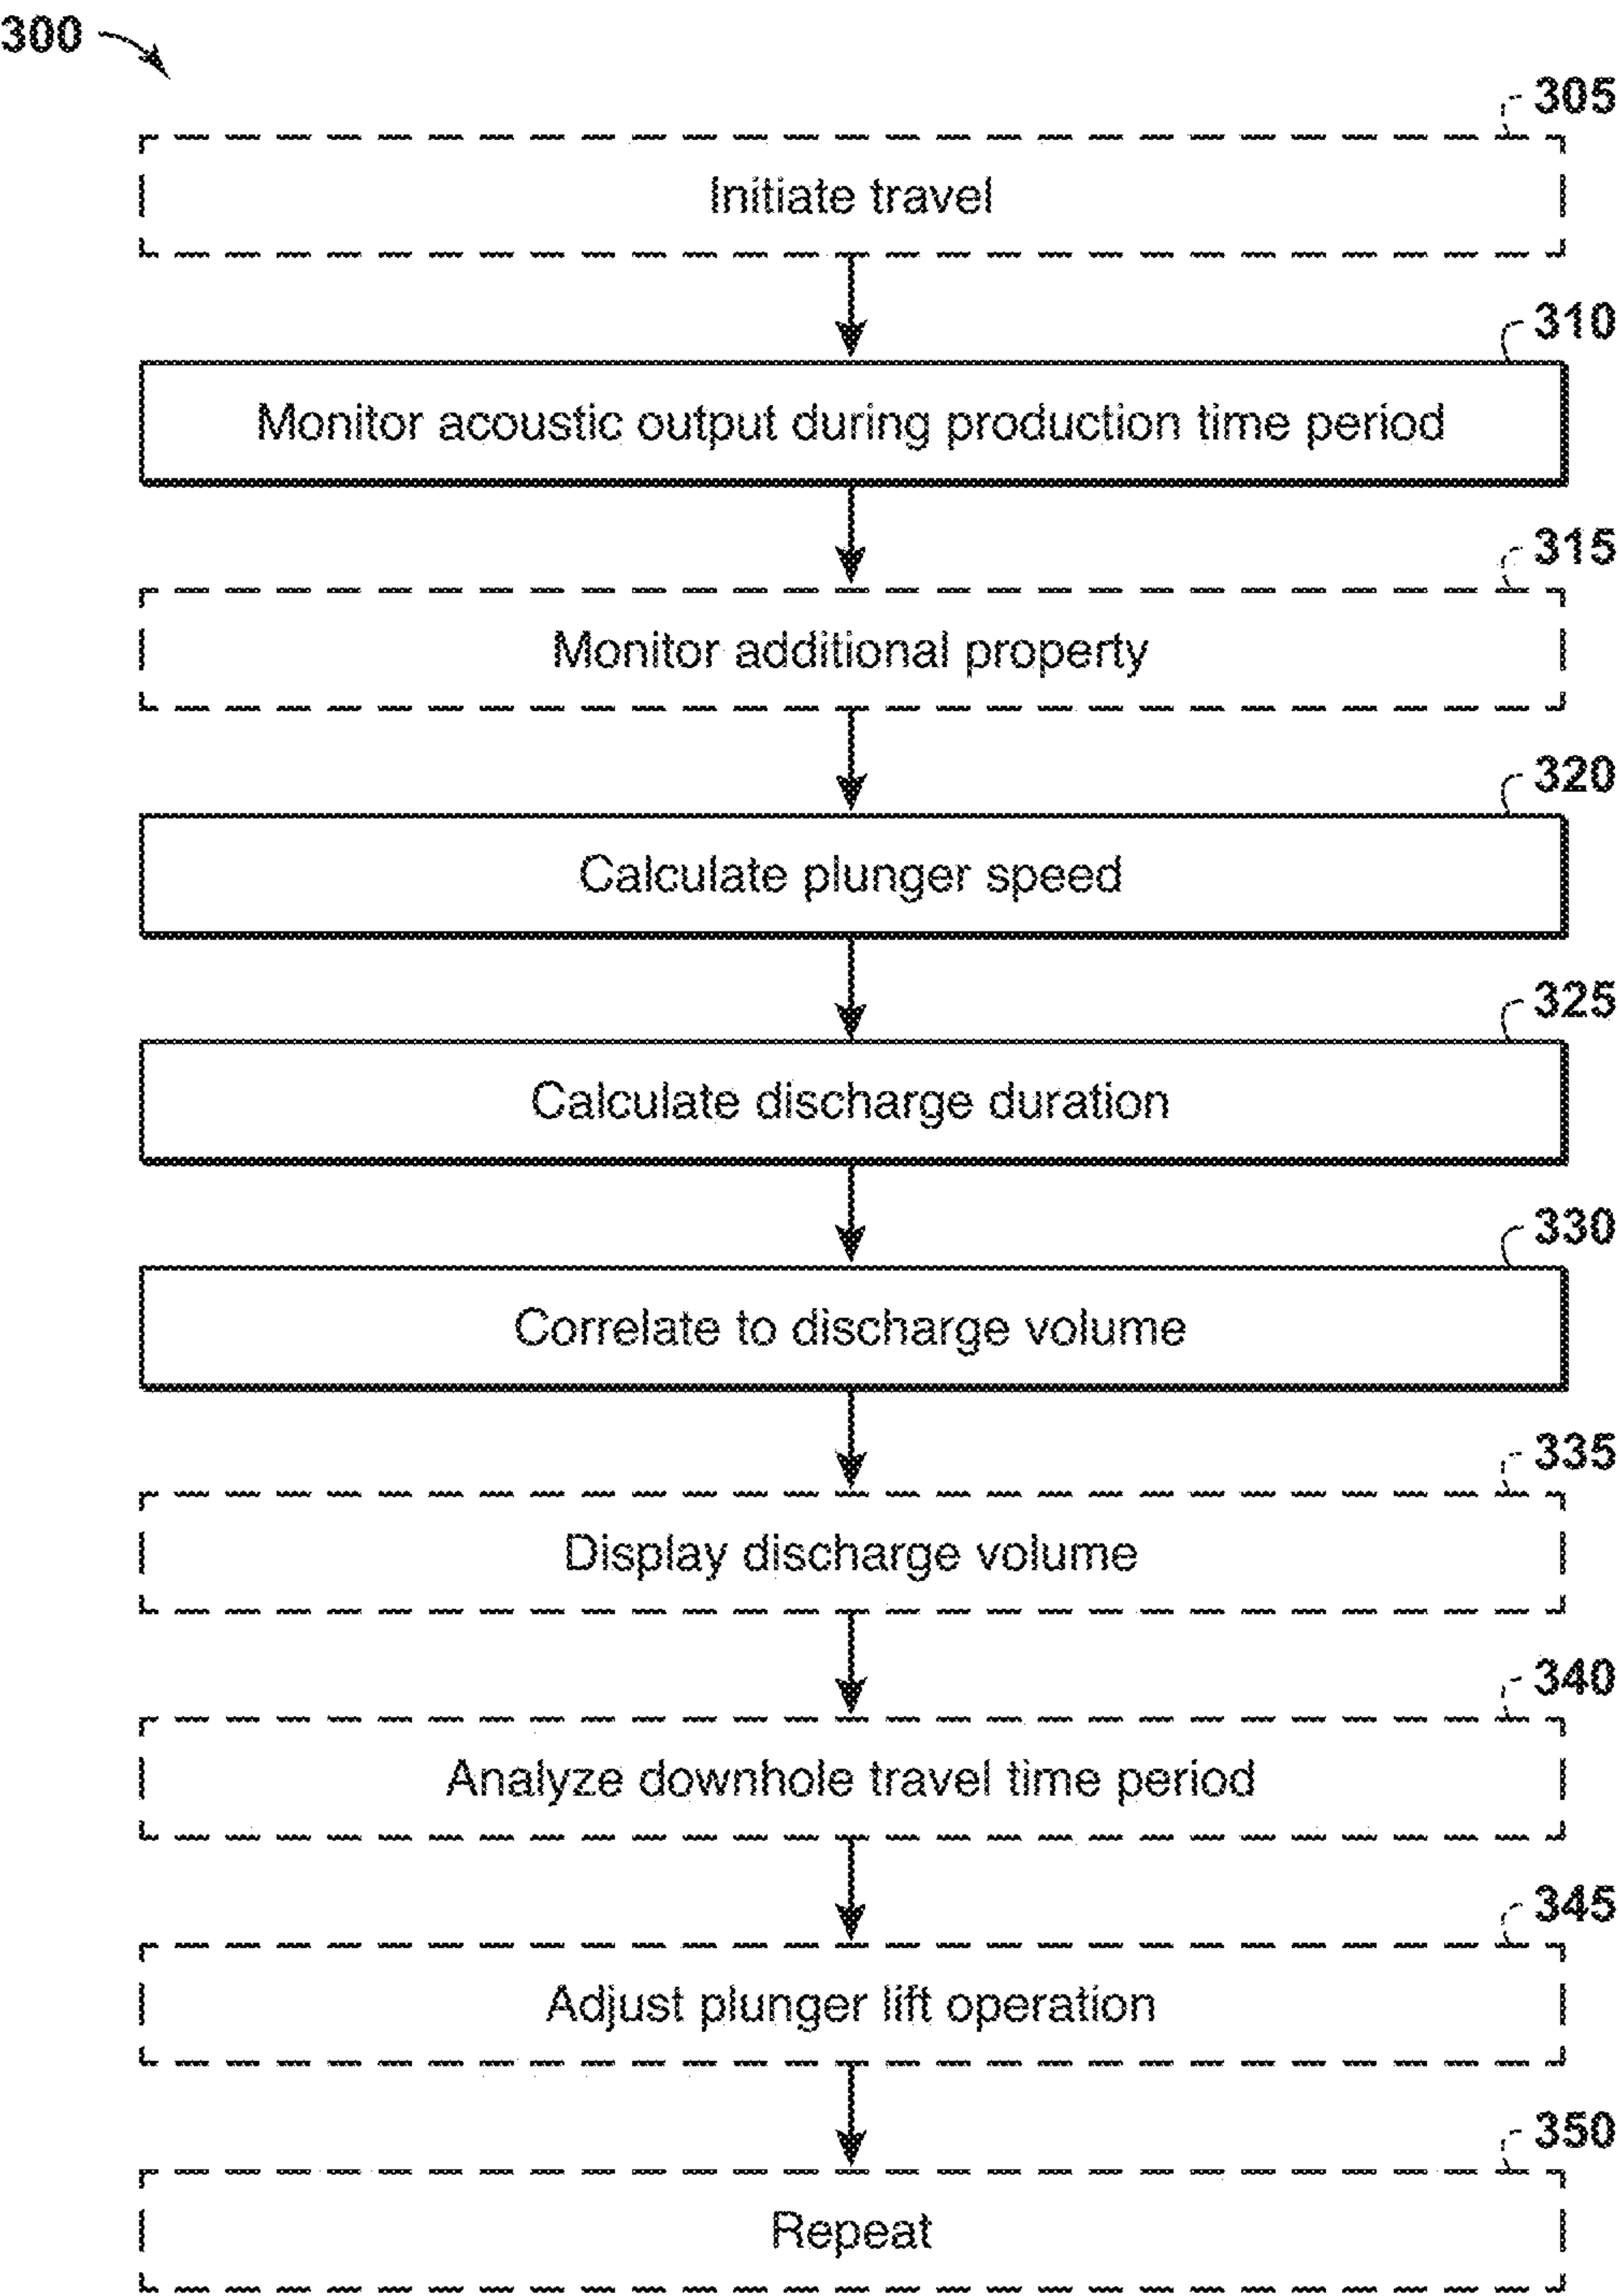 300
305
Initiate travel
310
Monitor acoustic output during production time period
315
Monitor additional property
320
Calculate plunger speed
325
Calculate discharge duration
330
Correlate to discharge volume
335
Display discharge volume
340
Analyze downhole travel time period
345
Adjust plunger lift operation
350
Repeat